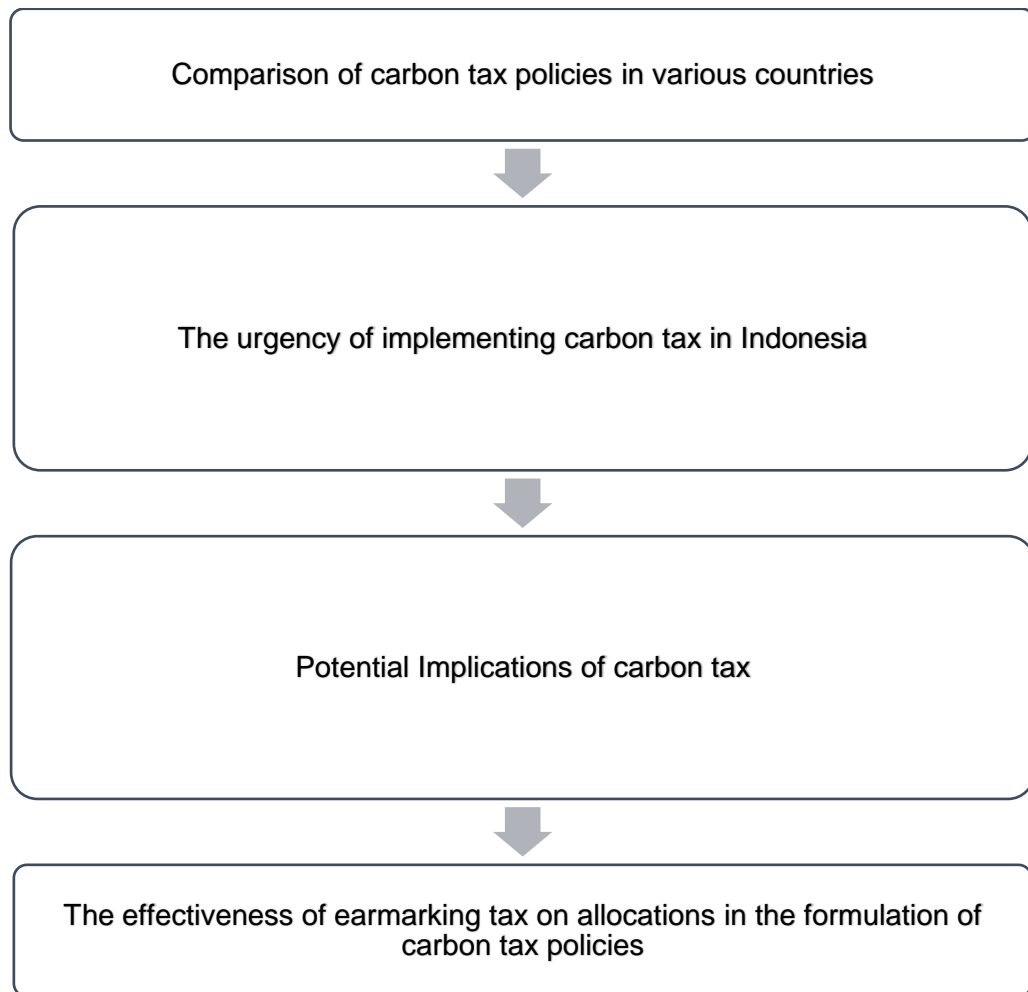 Comparison of carbon tax policies in various countries
The urgency of implementing carbon tax in Indonesia
Potential Implications of carbon tax
The effectiveness of earmarking tax on allocations in the formulation of
carbon tax policies